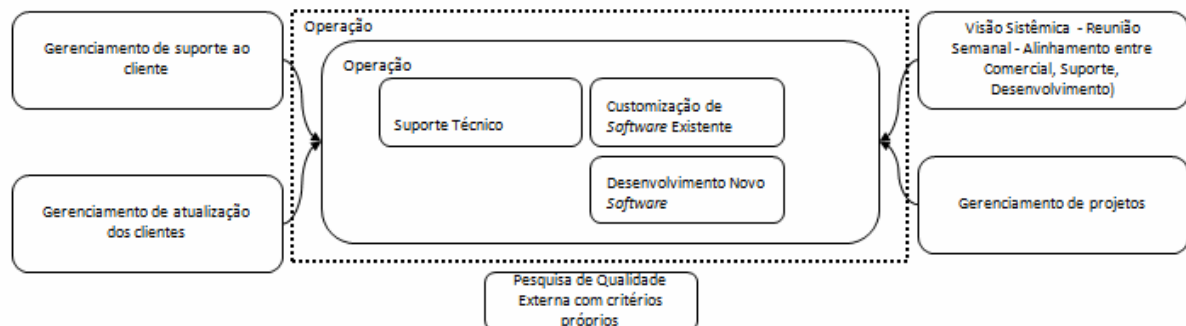 Gerenciamento de suporte ao
cliente
Gerenciamento de atualização
dos clientes
Operação
Operação
Suporte Técnico
Customização de
Software Existente
Desenvolvimento Novo
Software
Visão Sistêmica - Reunião
Semanal - Alinhamento entre
Comercial, Suporte,
Desenvolvimento)
Gerenciamento de projetos
Pesquisa de Qualidade
Externa com critérios
próprios